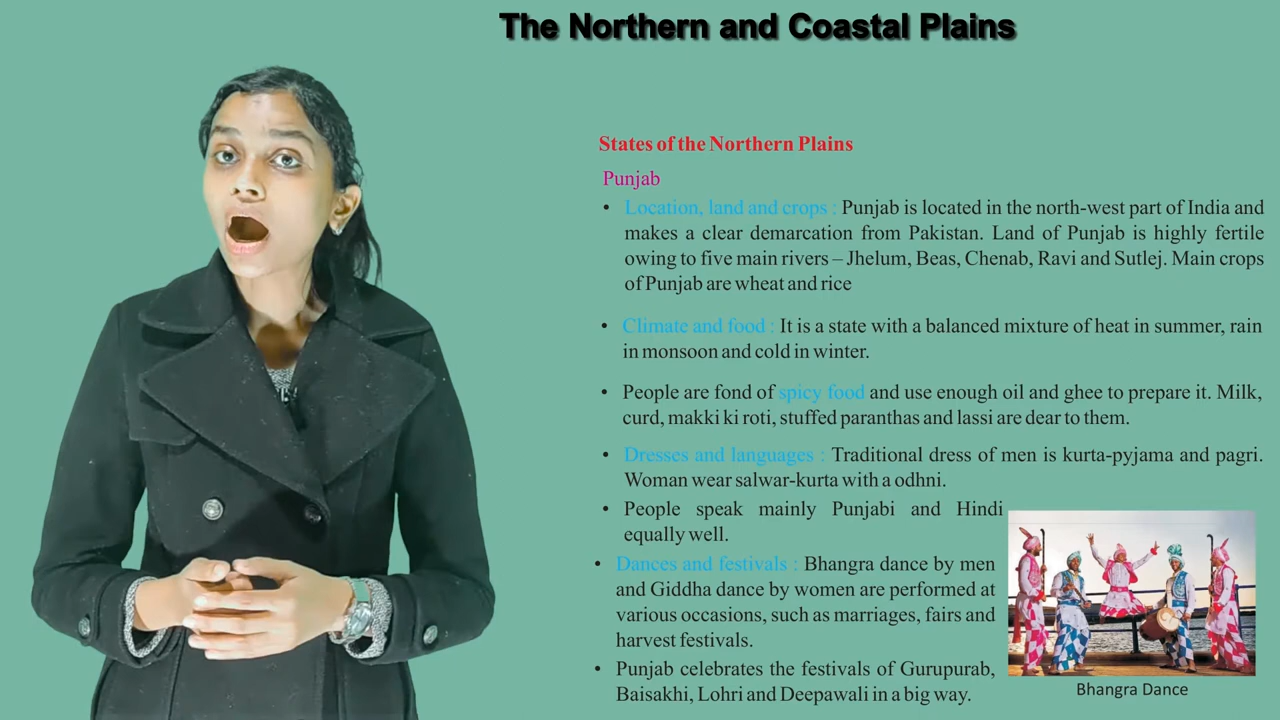 The Northern and Coastal Plains
States of the Northern Plains
Punjab
• Location, land and crops : Punjab is located in the north-west part of India and
makes a clear demarcation from Pakistan. Land of Punjab is highly fertile
owing to five main rivers – Jhelum, Beas, Chenab, Ravi and Sutlej. Main crops
of Punjab are wheat and rice
• Climate and food : It is a state with a balanced mixture of heat in summer, rain
in monsoon and cold in winter.
• People are fond of spicy food and use enough oil and ghee to prepare it. Milk,
curd, makki ki roti, stuffed paranthas and lassi are dear to them.
• Dresses and languages : Traditional dress of men is kurta-pyjama and pagri.
Woman wear salwar-kurta with a odhni.
• People speak mainly Punjabi and Hindi
equally well.
• Dances and festivals : Bhangra dance by men
and Giddha dance by women are performed at
various occasions, such as marriages, fairs and
harvest festivals.
• Punjab celebrates the festivals of Gurupurab,
Baisakhi, Lohri and Deepawali in a big way.
Bhangra Dance